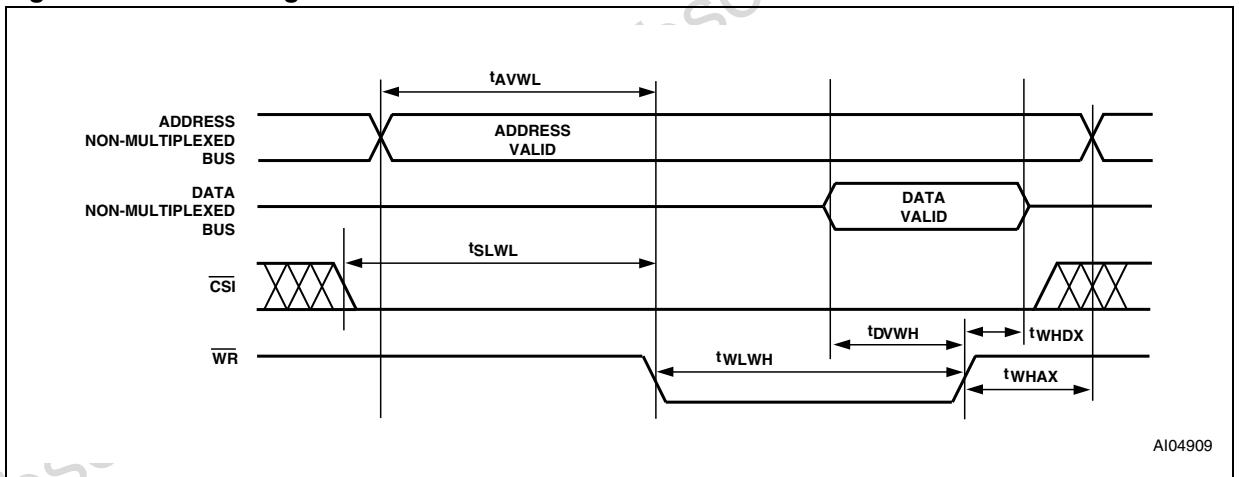 tAVWL
ADDRESS
NON-MULTIPLEXED
BUS
ADDRESS
VALID
DATA
NON-MULTIPLEXED
BUS
DATA
VALID
tSLWL
CSI
tDVWH
tWHDX
WR
tWLWH
tWHAX
AI04909